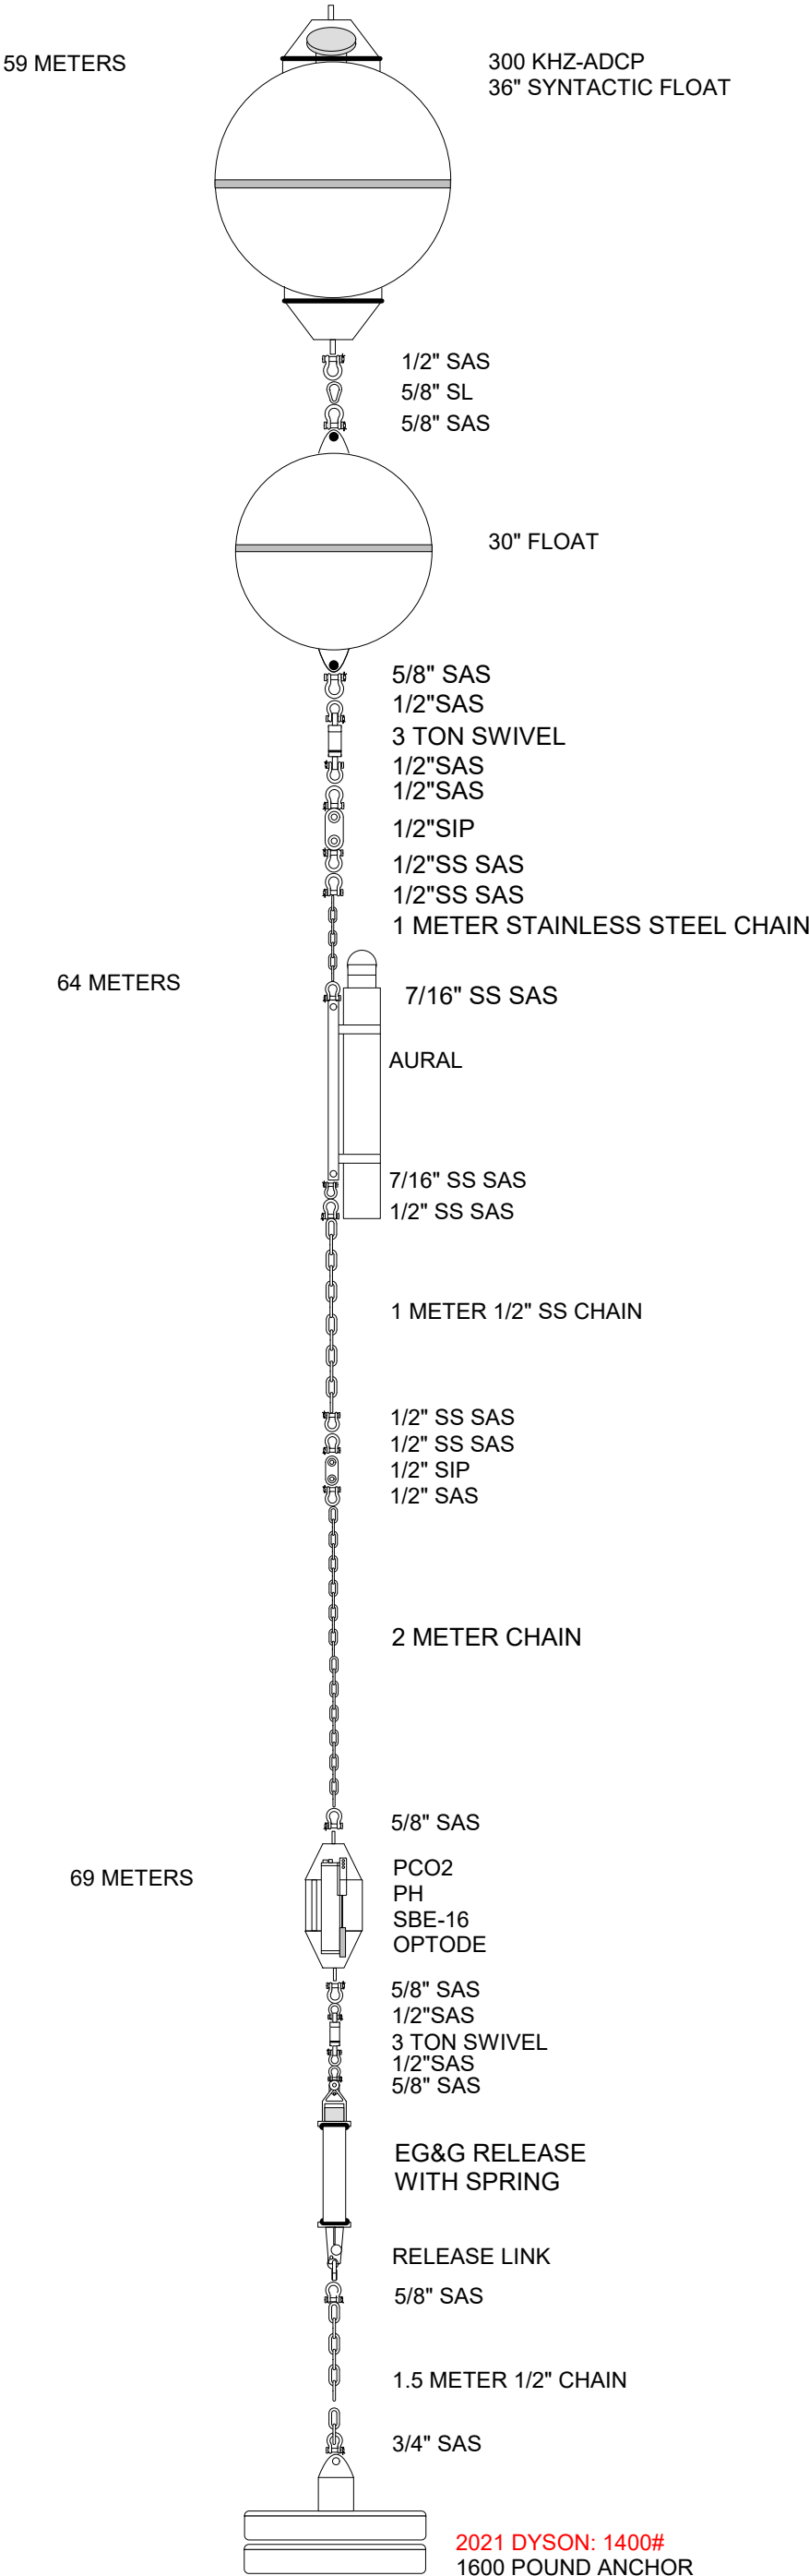 59 METERS
300 KHZ-ADCP
36" SYNTACTIC FLOAT
1/2" SAS
5/8" SL
5/8" SAS
30" FLOAT
5/8" SAS
1/2"SAS
3 TON SWIVEL
1/2"SAS
1/2"SAS
1/2"SIP
1/2"SS SAS
1/2"SS SAS
1 METER STAINLESS STEEL CHAIN
64 METERS
7/16" SS SAS
AURAL
7/16" SS SAS
1/2" SS SAS
1 METER 1/2" SS CHAIN
1/2" SS SAS
1/2" SS SAS
1/2" SIP
1/2" SAS
2 METER CHAIN
5/8" SAS
69 METERS
PCO2
PH
SBE-16
OPTODE
5/8" SAS
1/2"SAS
3 TON SWIVEL
1/2"SAS
5/8" SAS
EG&G RELEASE
WITH SPRING
RELEASE LINK
5/8" SAS
1.5 METER 1/2" CHAIN
3/4" SAS
2021 DYSON: 1400#
1600 POUND ANCHOR